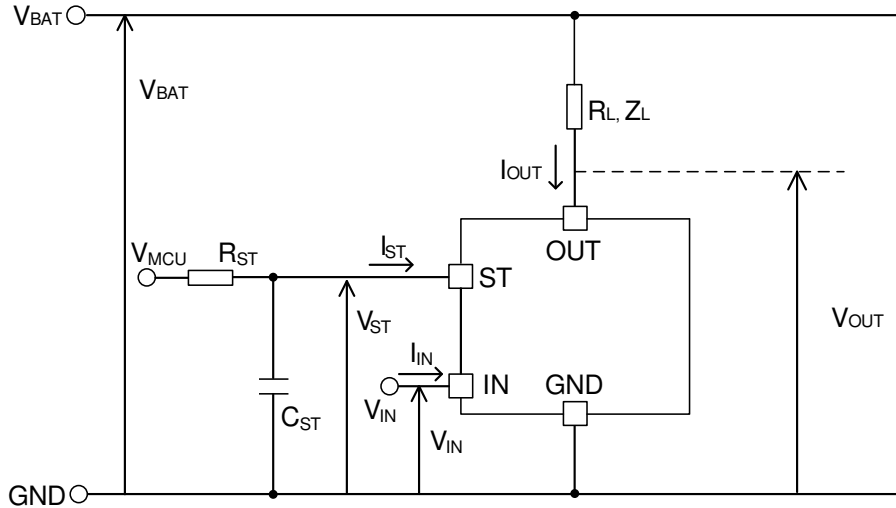 VBAT
VBAT
RL, ZL
IOUT
OUT
VMCU
RST
IST
ST
VST
VOUT
IIN
IN
GND
VIN
CST
VIN
GND